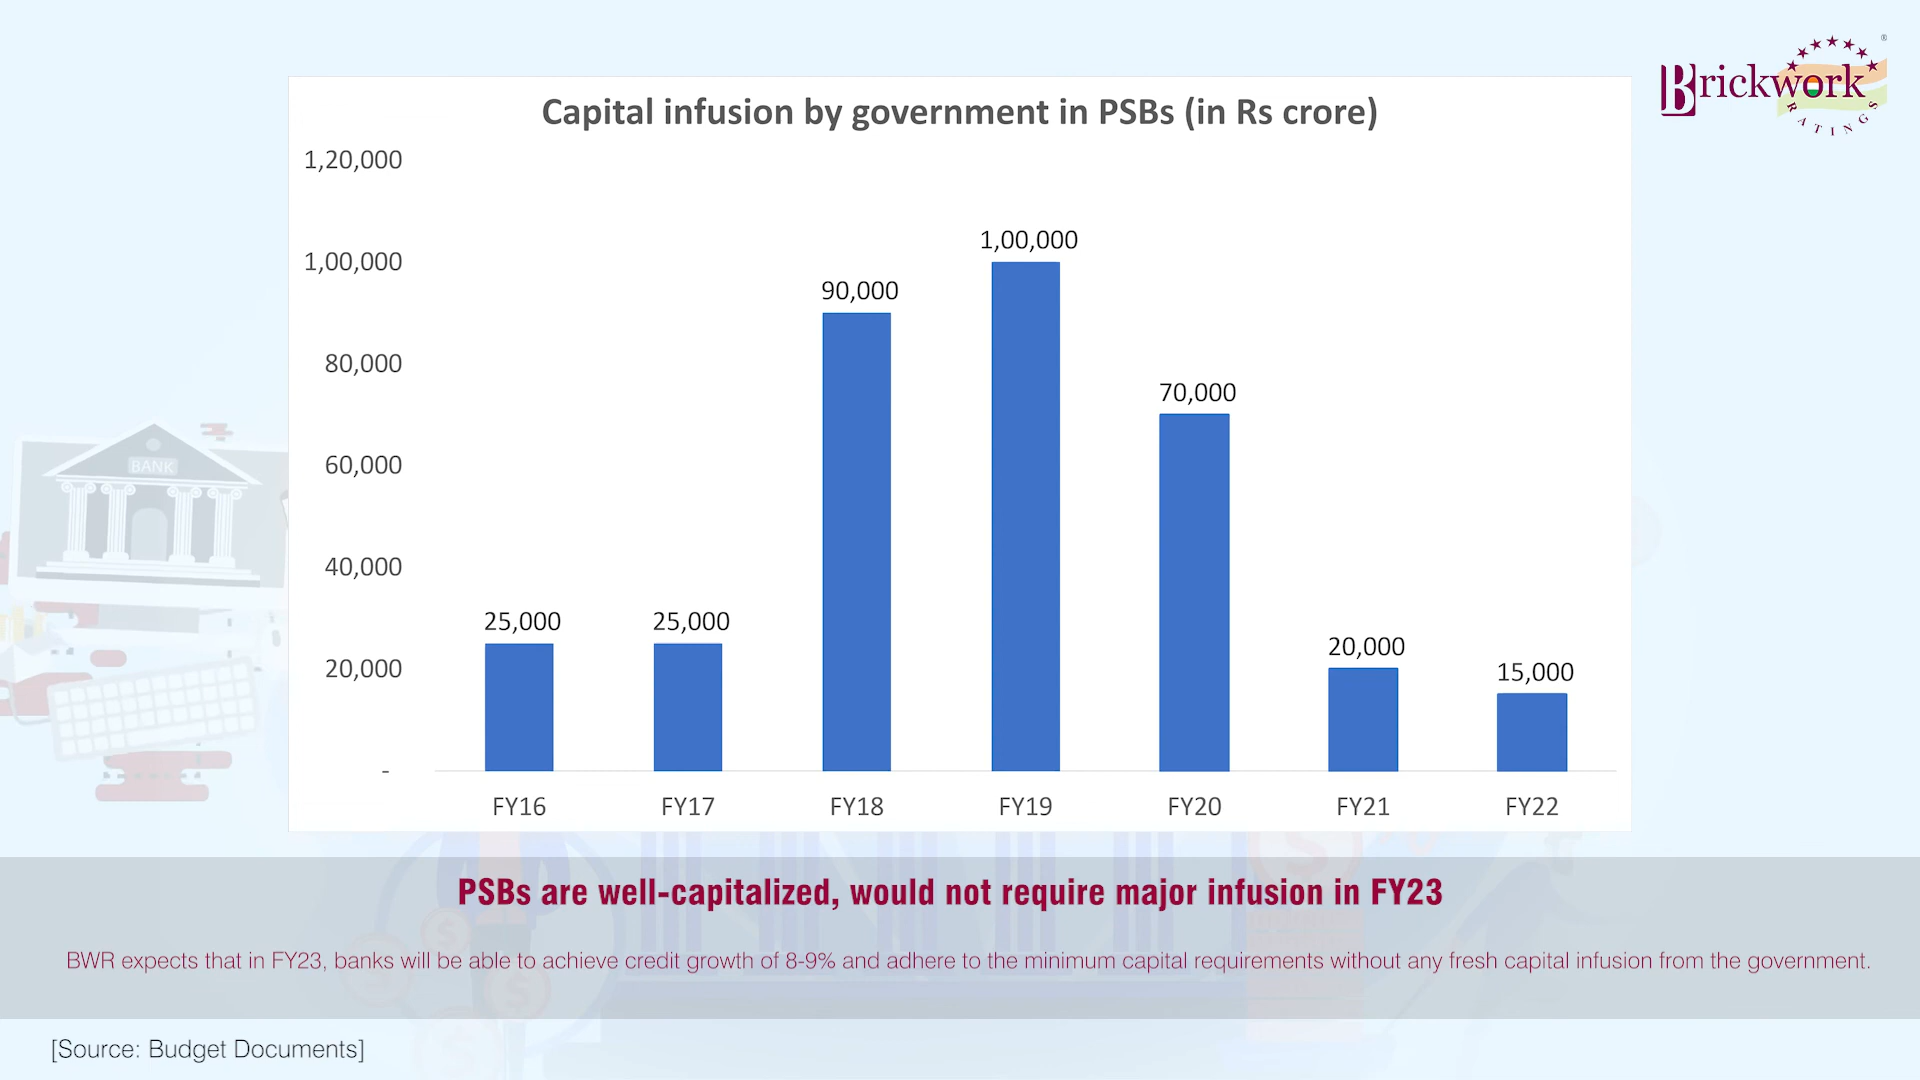 Brickwork
RATINGS
®
Capital infusion by government in PSBs (in Rs crore)
1,20,000
1,00,000
80,000
60,000
40,000
20,000
-
25,000
25,000
90,000
1,00,000
70,000
20,000
15,000
FY16 FY17 FY18 FY19 FY20 FY21 FY22
BANK
PSBs are well-capitalized, would not require major infusion in FY23
BWR expects that in FY23, banks will be able to achieve credit growth of 8-9% and adhere to the minimum capital requirements without any fresh capital infusion from the government.
[Source: Budget Documents]